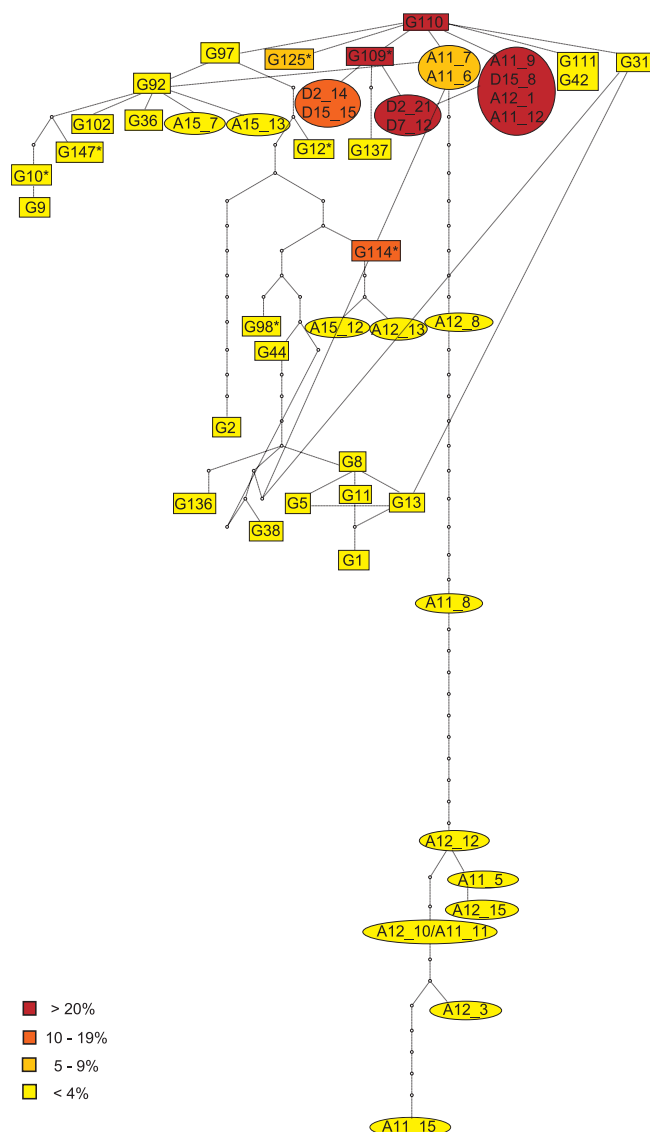 G110
G97
G125*
G109*
A11_7
A11_6
A11_9
D15_8
A12_1
A11_12
G111
G42
G31
G92
D2_14
D15_15
D2_21
D7_12
G102
G36
A15_7
A15_13
G147*
G12*
G137
G10*
G9
G114*
G98*
A15_12
A12_13
A12_8
G44
G2
G8
G136
G5
G11
G13
G38
G1
A11_8
A12_12
A11_5
A12_15
A12_10/A11_11
A12_3
> 20%
10 - 19%
5 - 9%
< 4%
A11_15